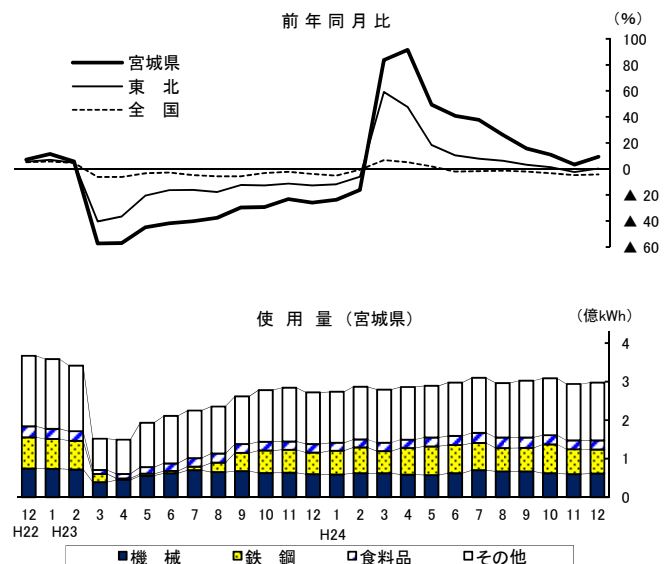 前年同月比
（%）
宮城県
東 北
全 国
100
80
60
40
20
0
▲ 20
▲ 40
▲ 60
使 用 量（宮城県）
（億kWh）
4
3
2
1
0
12 1 2 3 4 5 6 7 8 9 10 11 12 1 2 3 4 5 6 7 8 9 10 11 12
H22 H23 H24
機 械 鉄 鋼 食料品 その他